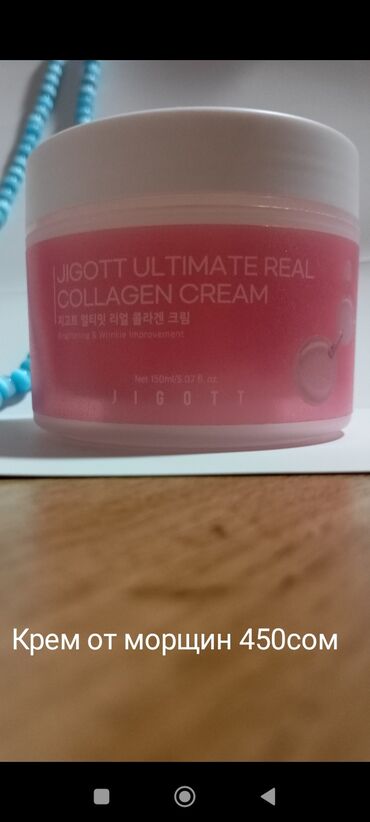 JIGOTT ULTIMATE REAL
COLLAGEN CREAM
지고트 얼티밋 리얼 콜라겐 크림
Brightening & Wrinkle Improvement
Net 150ml/5.07 fl. oz.
JIGOTT
Крем от морщин 450сом